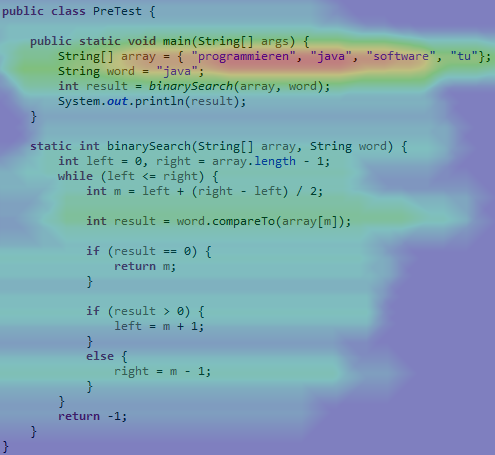 public class PreTest {
public static void main(String[] args) {
String[] array = { "programmieren", "java", "software", "tu"};
String word = "java";
int result = binarySearch(array, word);
System.out.println(result);
}
static int binarySearch(String[] array, String word) {
int left = 0, right = array.length - 1;
while (left <= right) {
int m = left + (right - left) / 2;
int result = word.compareTo(array[m]);
if (result == 0) {
return m;
}
if (result > 0) {
left = m + 1;
}
else {
right = m - 1;
}
}
return -1;
}
}